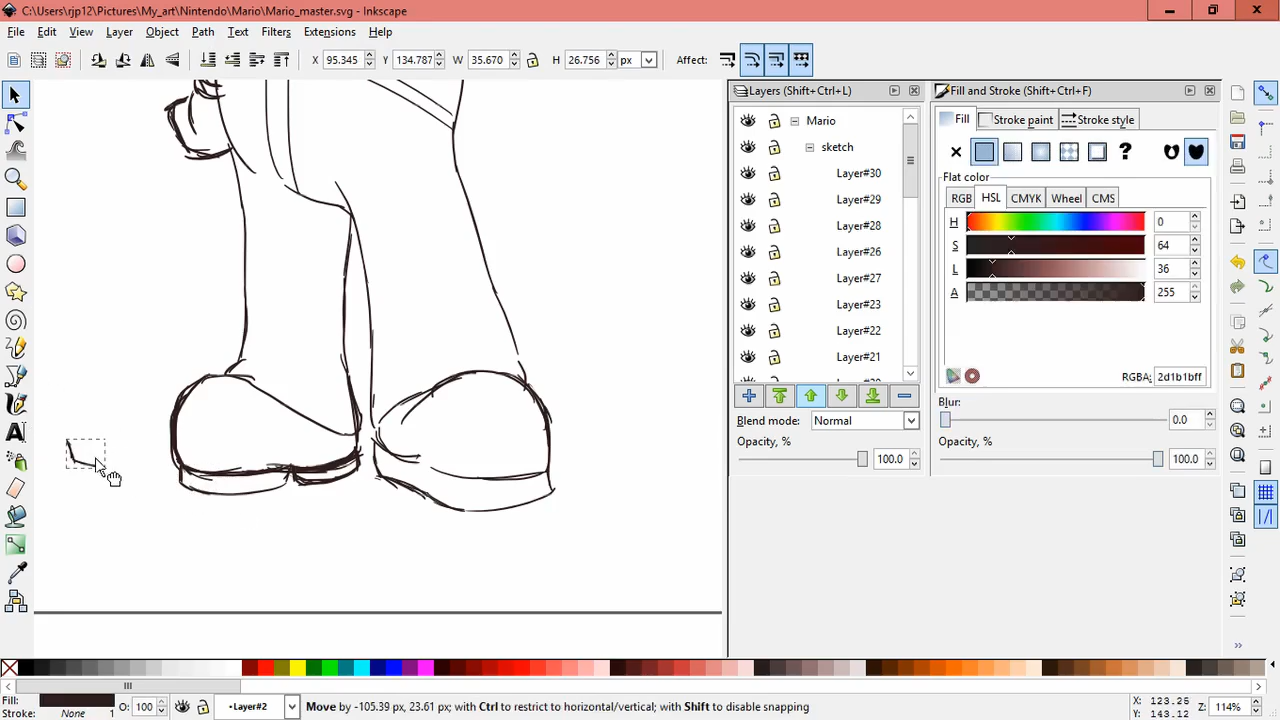 C:\Users\rjp12\Pictures\My_art\Nintendo\Mario\Mario_master.svg - Inkscape
File Edit View Layer Object Path Text Filters Extensions Help
X 95.345 Y 134.787 W 35.670 H 26.756 px Affect:
Layers (Shift+Ctrl+L)
Fill and Stroke (Shift+Ctrl+F)
Mario
sketch
Layer#30
Layer#29
Layer#28
Layer#26
Layer#27
Layer#23
Layer#22
Layer#21
Blend mode: Normal
Opacity, % 100.0
Fill Stroke paint Stroke style
?
Flat color
RGB HSL CMYK Wheel CMS
H 0
S 64
L 36
A 255
RGBA: 2d1b1bff
Blur:
0.0
Opacity, %
100.0
Fill:
Stroke: None 1
O: 100
•Layer#2
Move by -105.39 px, 23.61 px; with Ctrl to restrict to horizontal/vertical; with Shift to disable snapping
X: 123.25
Y: 143.12
Z: 114%